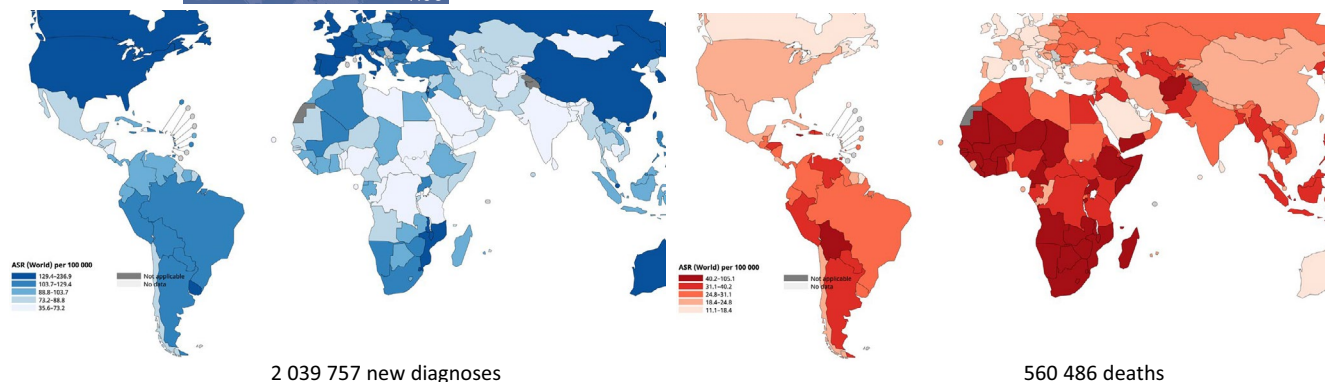 ASR (World) per 100 000
129.4–236.9
103.7–129.4
88.8–103.7
73.2–88.8
35.6–73.2
Not applicable
No data
ASR (World) per 100 000
40.2–105.1
31.1–40.2
24.8–31.1
18.4–24.8
11.1–18.4
Not applicable
No data
2 039 757 new diagnoses
560 486 deaths